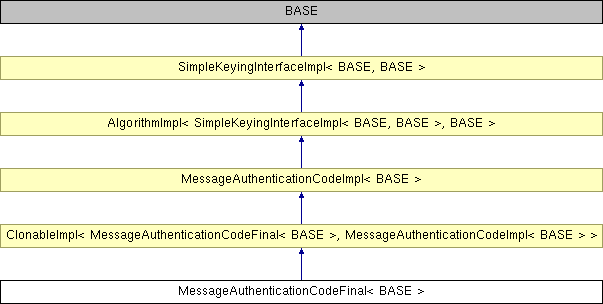 BASE
SimpleKeyingInterfaceImpl< BASE, BASE >
AlgorithmImpl< SimpleKeyingInterfaceImpl< BASE, BASE >, BASE >
MessageAuthenticationCodeImpl< BASE >
ClonableImpl< MessageAuthenticationCodeFinal< BASE >, MessageAuthenticationCodeImpl< BASE > >
MessageAuthenticationCodeFinal< BASE >